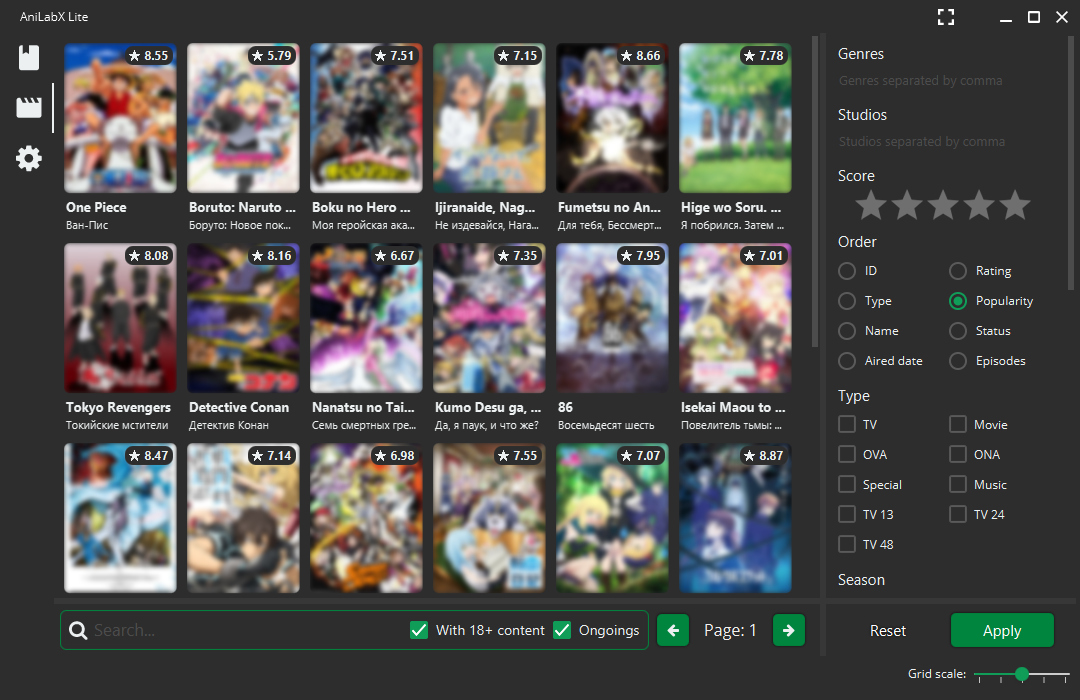 AniLabX Lite
★ 8.55
★ 5.79
★ 7.51
★ 7.15
★ 8.66
★ 7.78
One Piece
Boruto: Naruto ...
Boku no Hero ...
Ijiranaide, Nag...
Fumetsu no An...
Hige wo Soru. ...
Ван-Пис
Боруто: Новое пок...
Моя геройская ака...
Не издевайся, Нага...
Для тебя, Бессмерт...
Я побрился. Затем ...
★ 8.08
★ 8.16
★ 6.67
★ 7.35
★ 7.95
★ 7.01
Tokyo Revengers
Detective Conan
Nanatsu no Tai...
Kumo Desu ga, ...
86
Isekai Maou to ...
Токийские мстители
Детектив Конан
Семь смертных гре...
Да, я паук, и что же?
Восемьдесят шесть
Повелитель тьмы: ...
★ 8.47
★ 7.14
★ 6.98
★ 7.55
★ 7.07
★ 8.87
Search...
With 18+ content
Ongoings
Page: 1
Genres
Genres separated by comma
Studios
Studios separated by comma
Score
Order
ID
Rating
Type
Popularity
Name
Status
Aired date
Episodes
Type
TV
Movie
OVA
ONA
Special
Music
TV 13
TV 24
TV 48
Season
Reset
Apply
Grid scale: